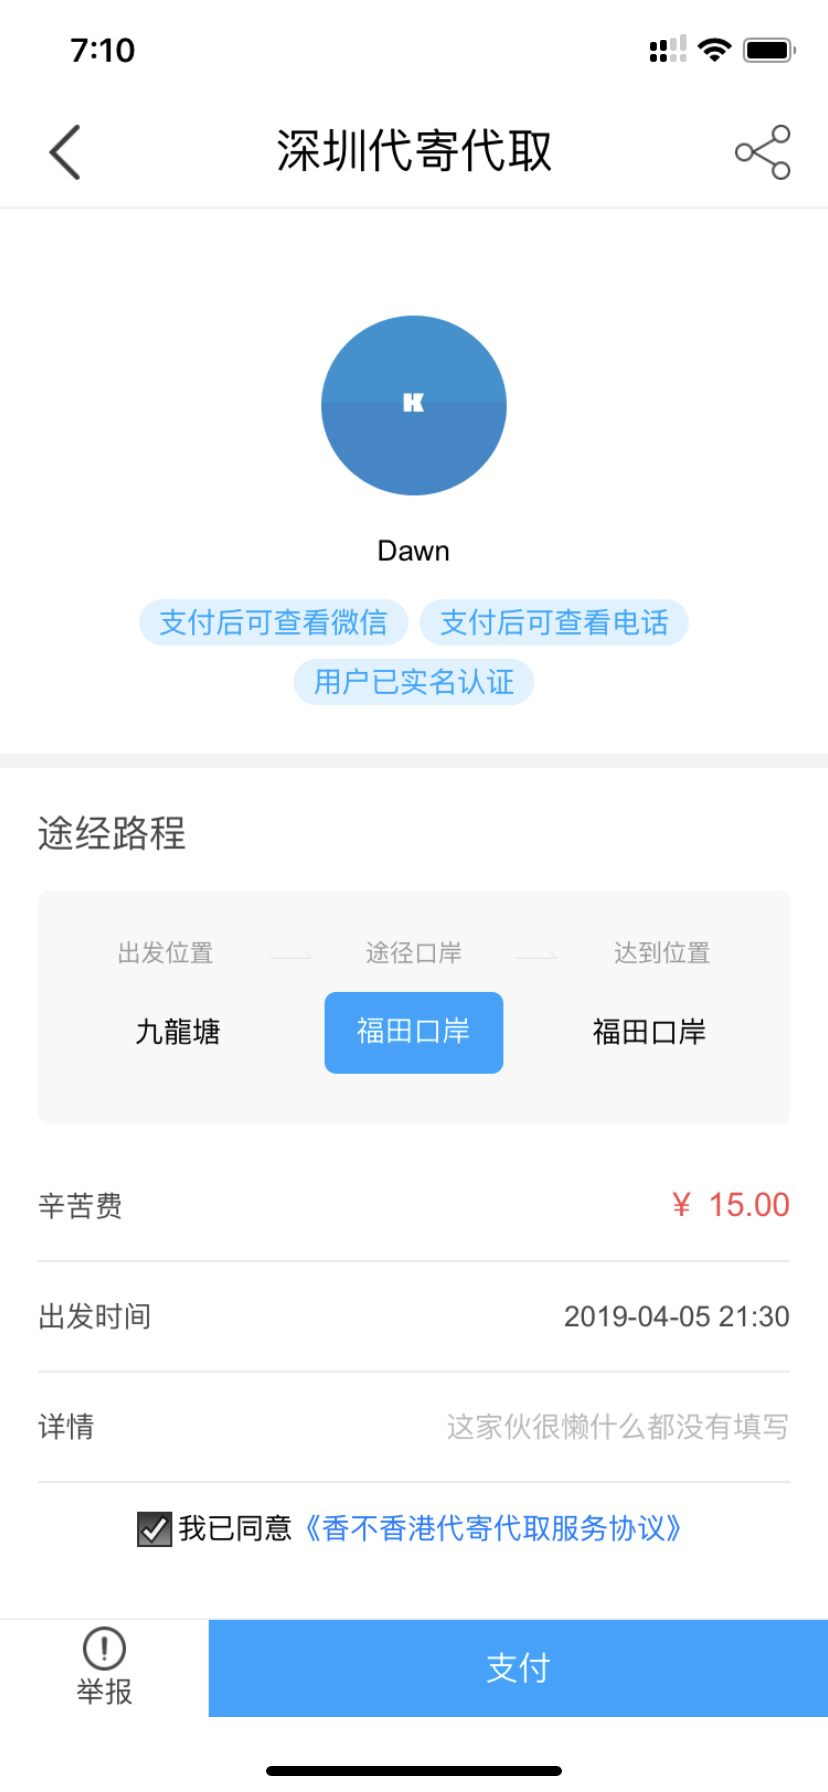 7:10
深圳代寄代取
K
Dawn
支付后可查看微信 支付后可查看电话
用户已实名认证
途经路程
出发位置 途径口岸 达到位置
九龍塘 福田口岸 福田口岸
辛苦费 ¥ 15.00
出发时间 2019-04-05 21:30
详情 这家伙很懒什么都没有填写
我已同意《香不香港代寄代取服务协议》
举报 支付